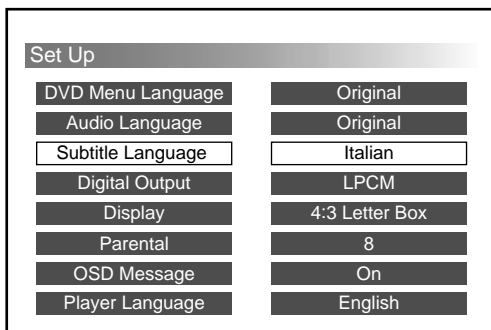 Set Up
DVD Menu Language Original
Audio Language Original
Subtitle Language Italian
Digital Output LPCM
Display 4:3 Letter Box
Parental 8
OSD Message On
Player Language English